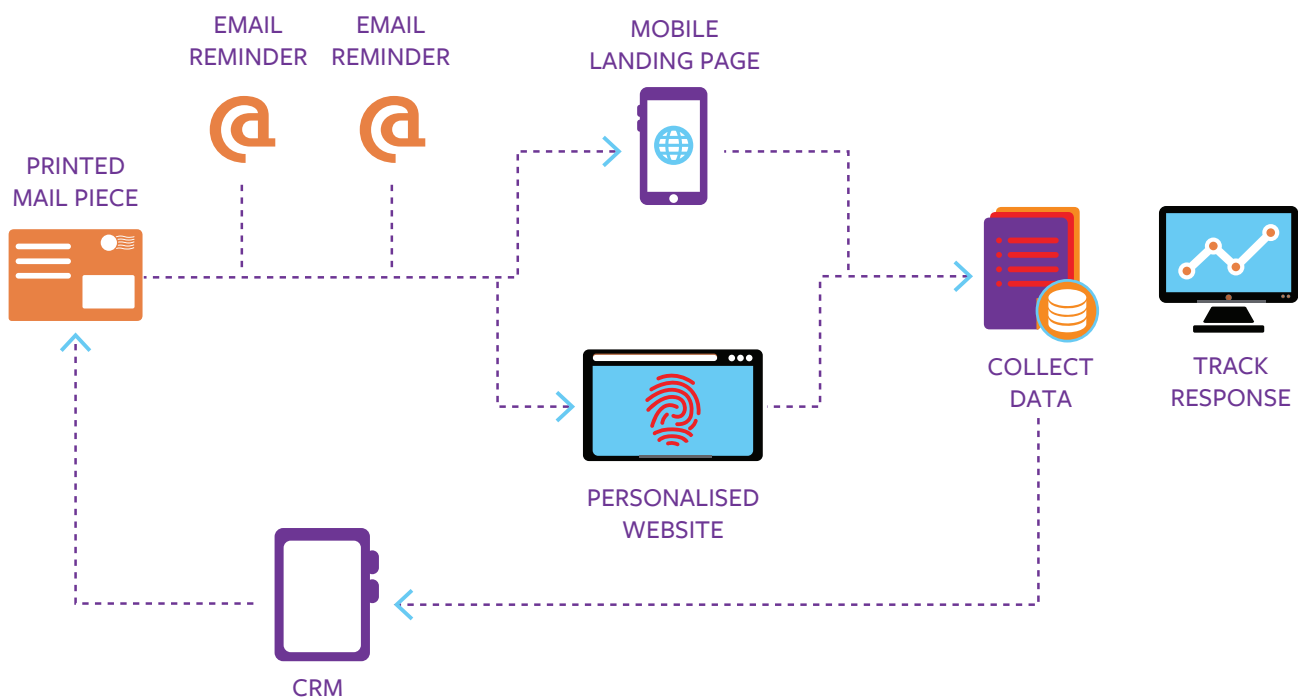 EMAIL
REMINDER
EMAIL
REMINDER
MOBILE
LANDING PAGE
PRINTED
MAIL PIECE
COLLECT
DATA
TRACK
RESPONSE
PERSONALISED
WEBSITE
CRM